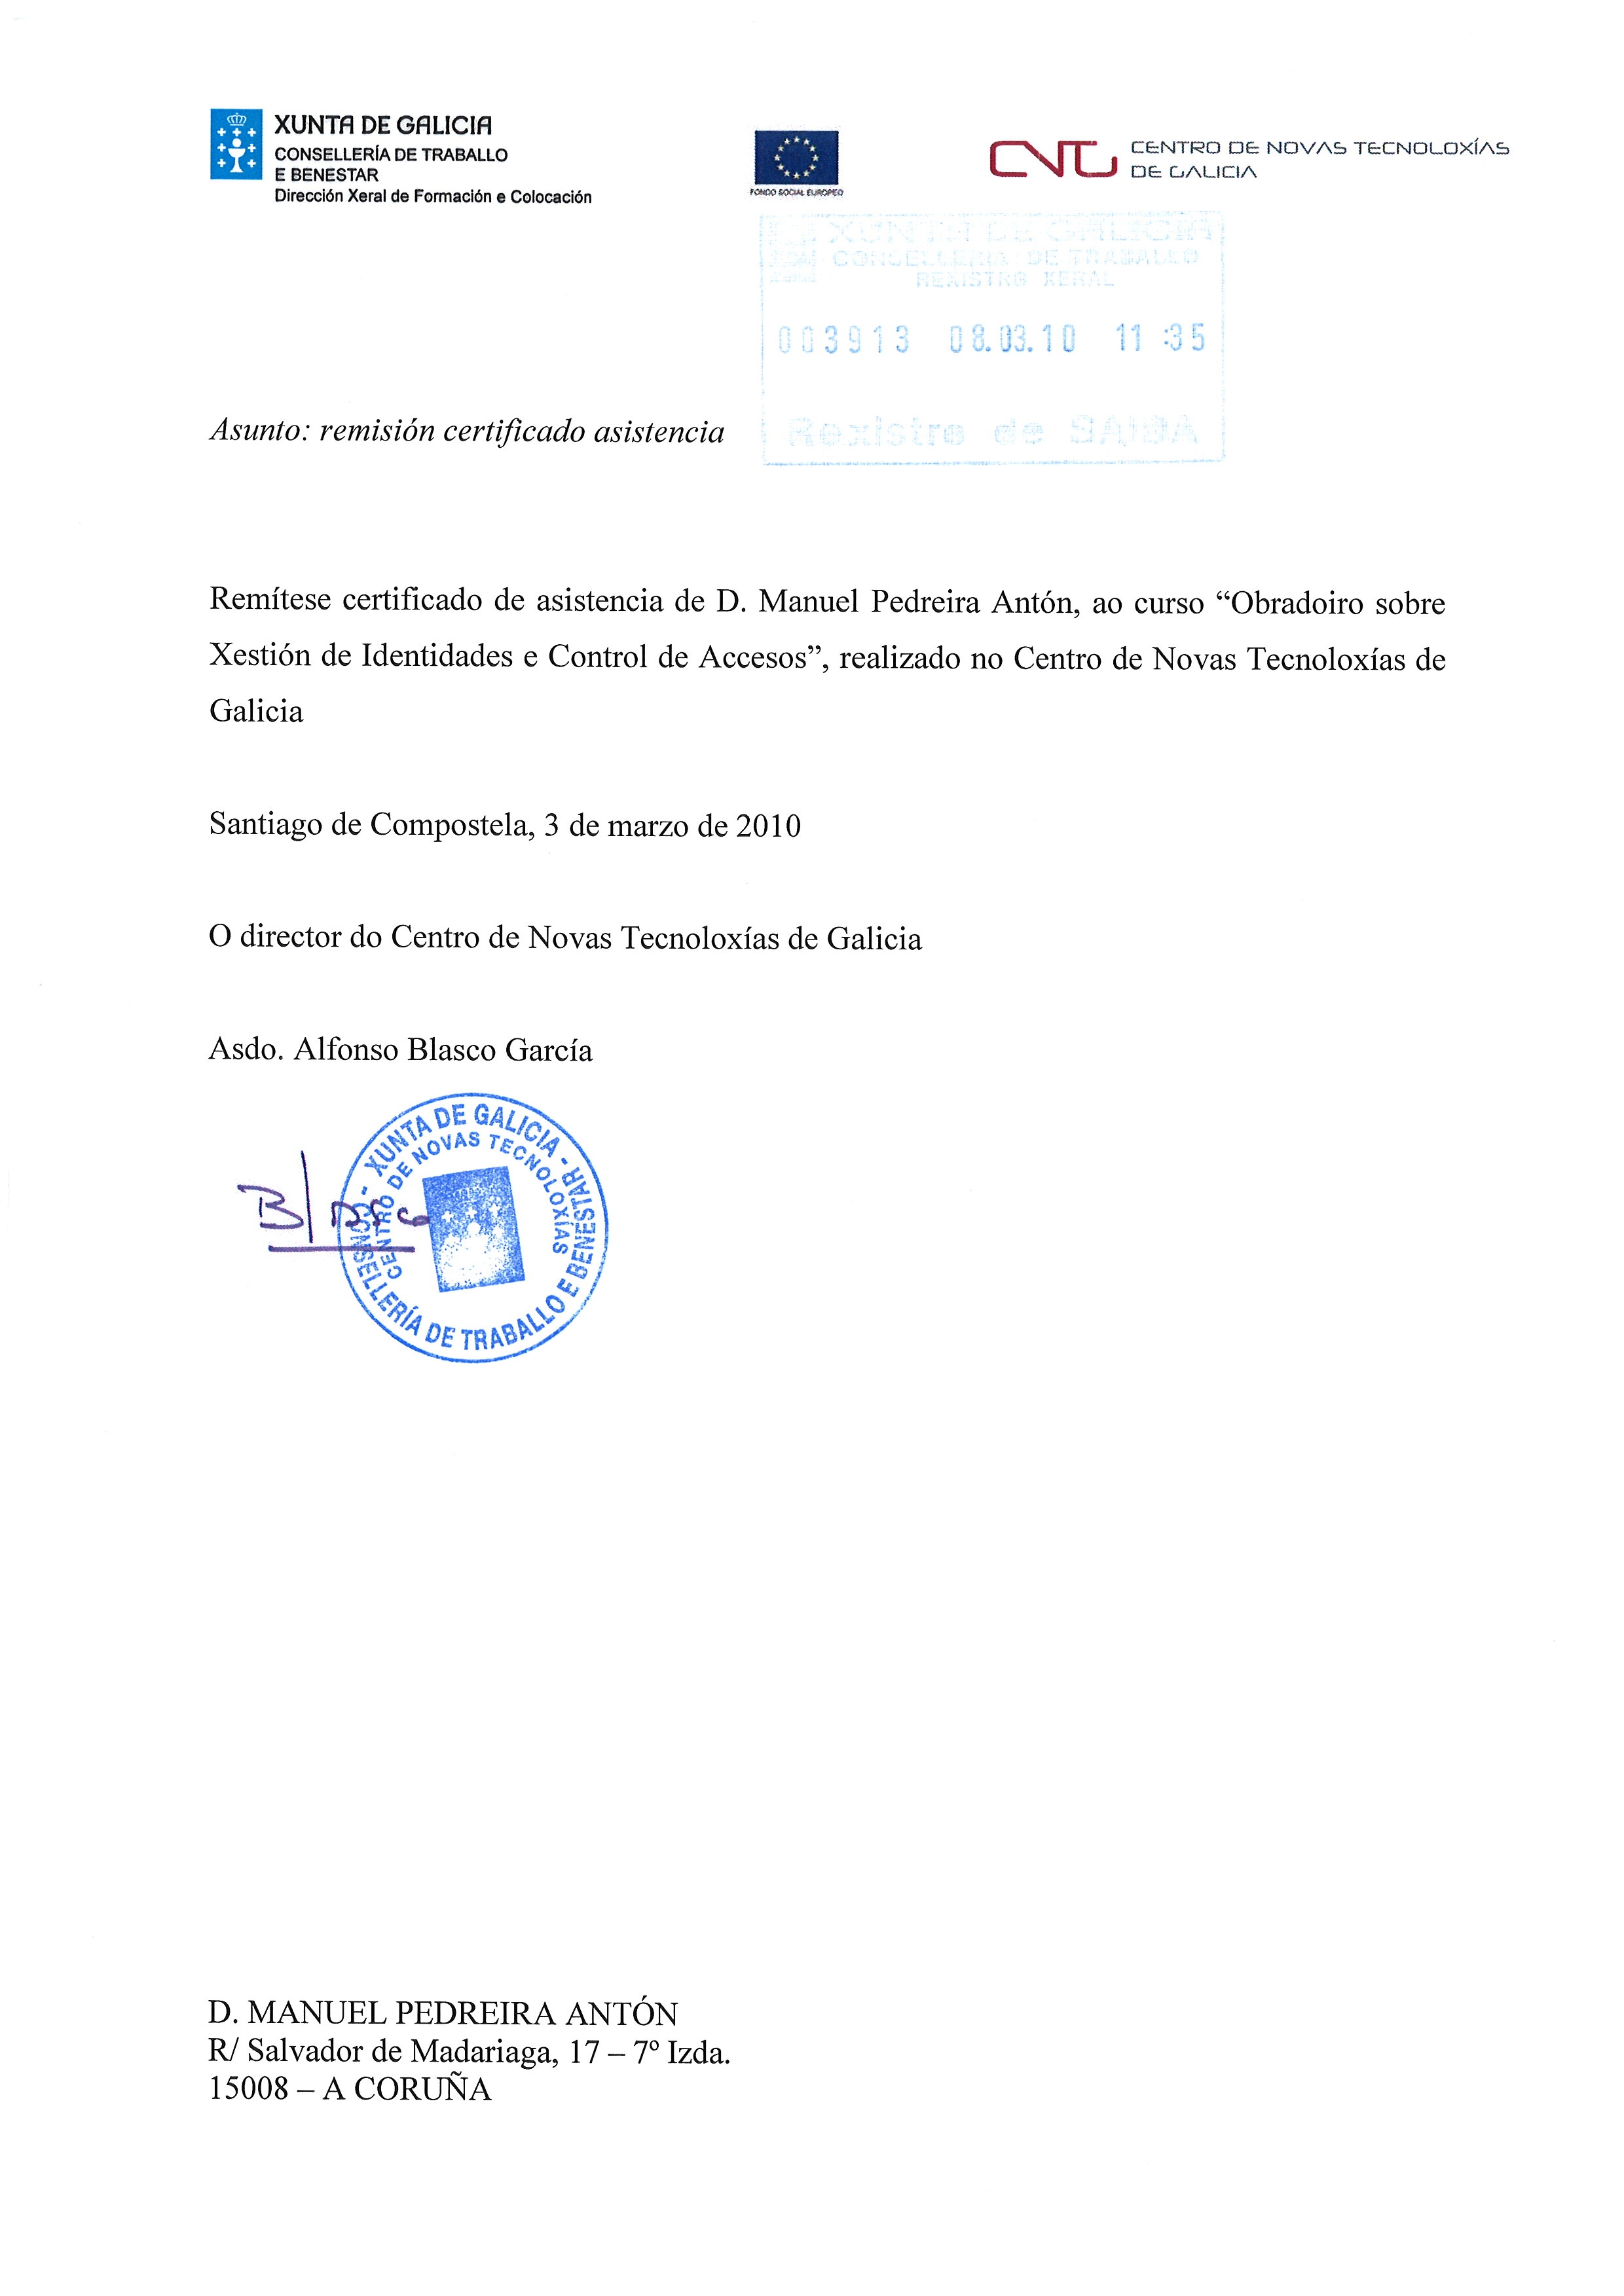 XUNTA DE GALICIA
CONSELLERÍA DE TRABALLO
E BENESTAR
Dirección Xeral de Formación e Colocación
FONDO SOCIAL EUROPEO
CNTG
CENTRO DE NOVAS TECNOLOXÍAS
DE GALICIA
XUNTA DE GALICIA
CONSELLERIA DE TRABALLO
REXISTRO XERAL
003913 08.03.10 11:35
Rexistro de SAIDA
Asunto: remisión certificado asistencia
Remítese certificado de asistencia de D. Manuel Pedreira Antón, ao curso “Obradoiro sobre
Xestión de Identidades e Control de Accesos”, realizado no Centro de Novas Tecnoloxías de
Galicia
Santiago de Compostela, 3 de marzo de 2010
O director do Centro de Novas Tecnoloxías de Galicia
Asdo. Alfonso Blasco García
XUNTA DE GALICIA - CONSELLERÍA DE TRABALLO E BENESTAR -
CENTRO DE NOVAS TECNOLOXÍAS
D. MANUEL PEDREIRA ANTÓN
R/ Salvador de Madariaga, 17 – 7º Izda.
15008 – A CORUÑA